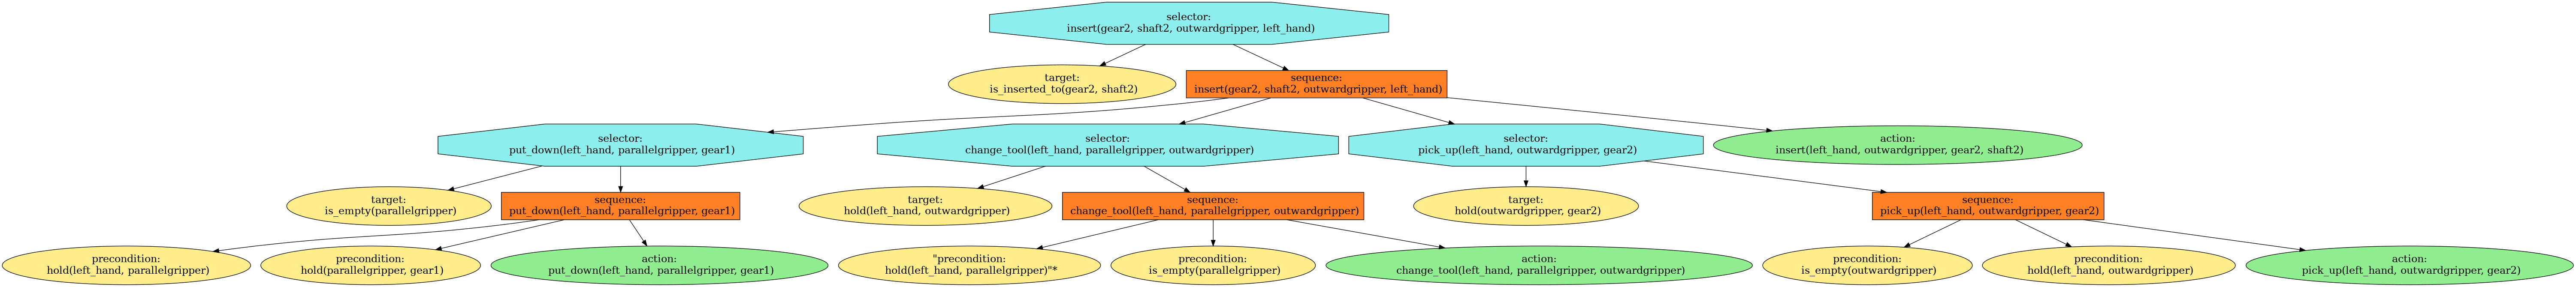 selector:
insert(gear2, shaft2, outwardgripper, left_hand)
target:
is_inserted_to(gear2, shaft2)
sequence:
insert(gear2, shaft2, outwardgripper, left_hand)
selector:
put_down(left_hand, parallelgripper, gear1)
selector:
change_tool(left_hand, parallelgripper, outwardgripper)
selector:
pick_up(left_hand, outwardgripper, gear2)
action:
insert(left_hand, outwardgripper, gear2, shaft2)
target:
is_empty(parallelgripper)
sequence:
put_down(left_hand, parallelgripper, gear1)
target:
hold(left_hand, outwardgripper)
sequence:
change_tool(left_hand, parallelgripper, outwardgripper)
target:
hold(outwardgripper, gear2)
sequence:
pick_up(left_hand, outwardgripper, gear2)
precondition:
hold(left_hand, parallelgripper)
precondition:
hold(parallelgripper, gear1)
action:
put_down(left_hand, parallelgripper, gear1)
"precondition:
hold(left_hand, parallelgripper)"*
precondition:
is_empty(parallelgripper)
action:
change_tool(left_hand, parallelgripper, outwardgripper)
precondition:
is_empty(outwardgripper)
precondition:
hold(left_hand, outwardgripper)
action:
pick_up(left_hand, outwardgripper, gear2)